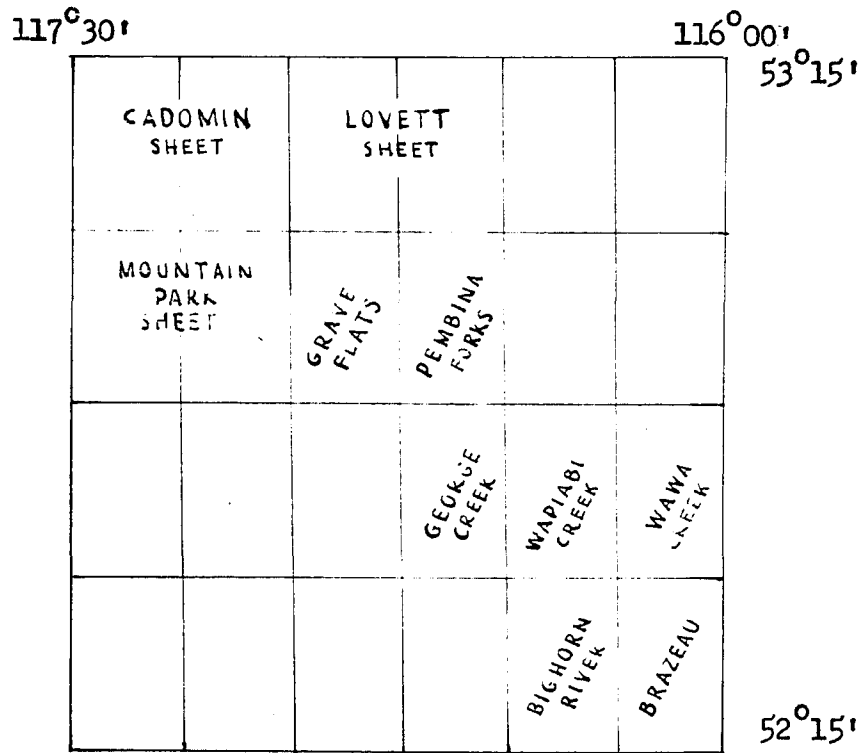 117°30' 116°00'
53°15'
CADOMIN
SHEET
LOVETT
SHEET
MOUNTAIN
PARK
SHEET
GRAVE
FLATS
PEMBINA
FORKS
GEORGE
CREEK
WAPIABI
CREEK
WAWA
CREEK
BIGHORN
RIVER
BRAZEAU
52°15'